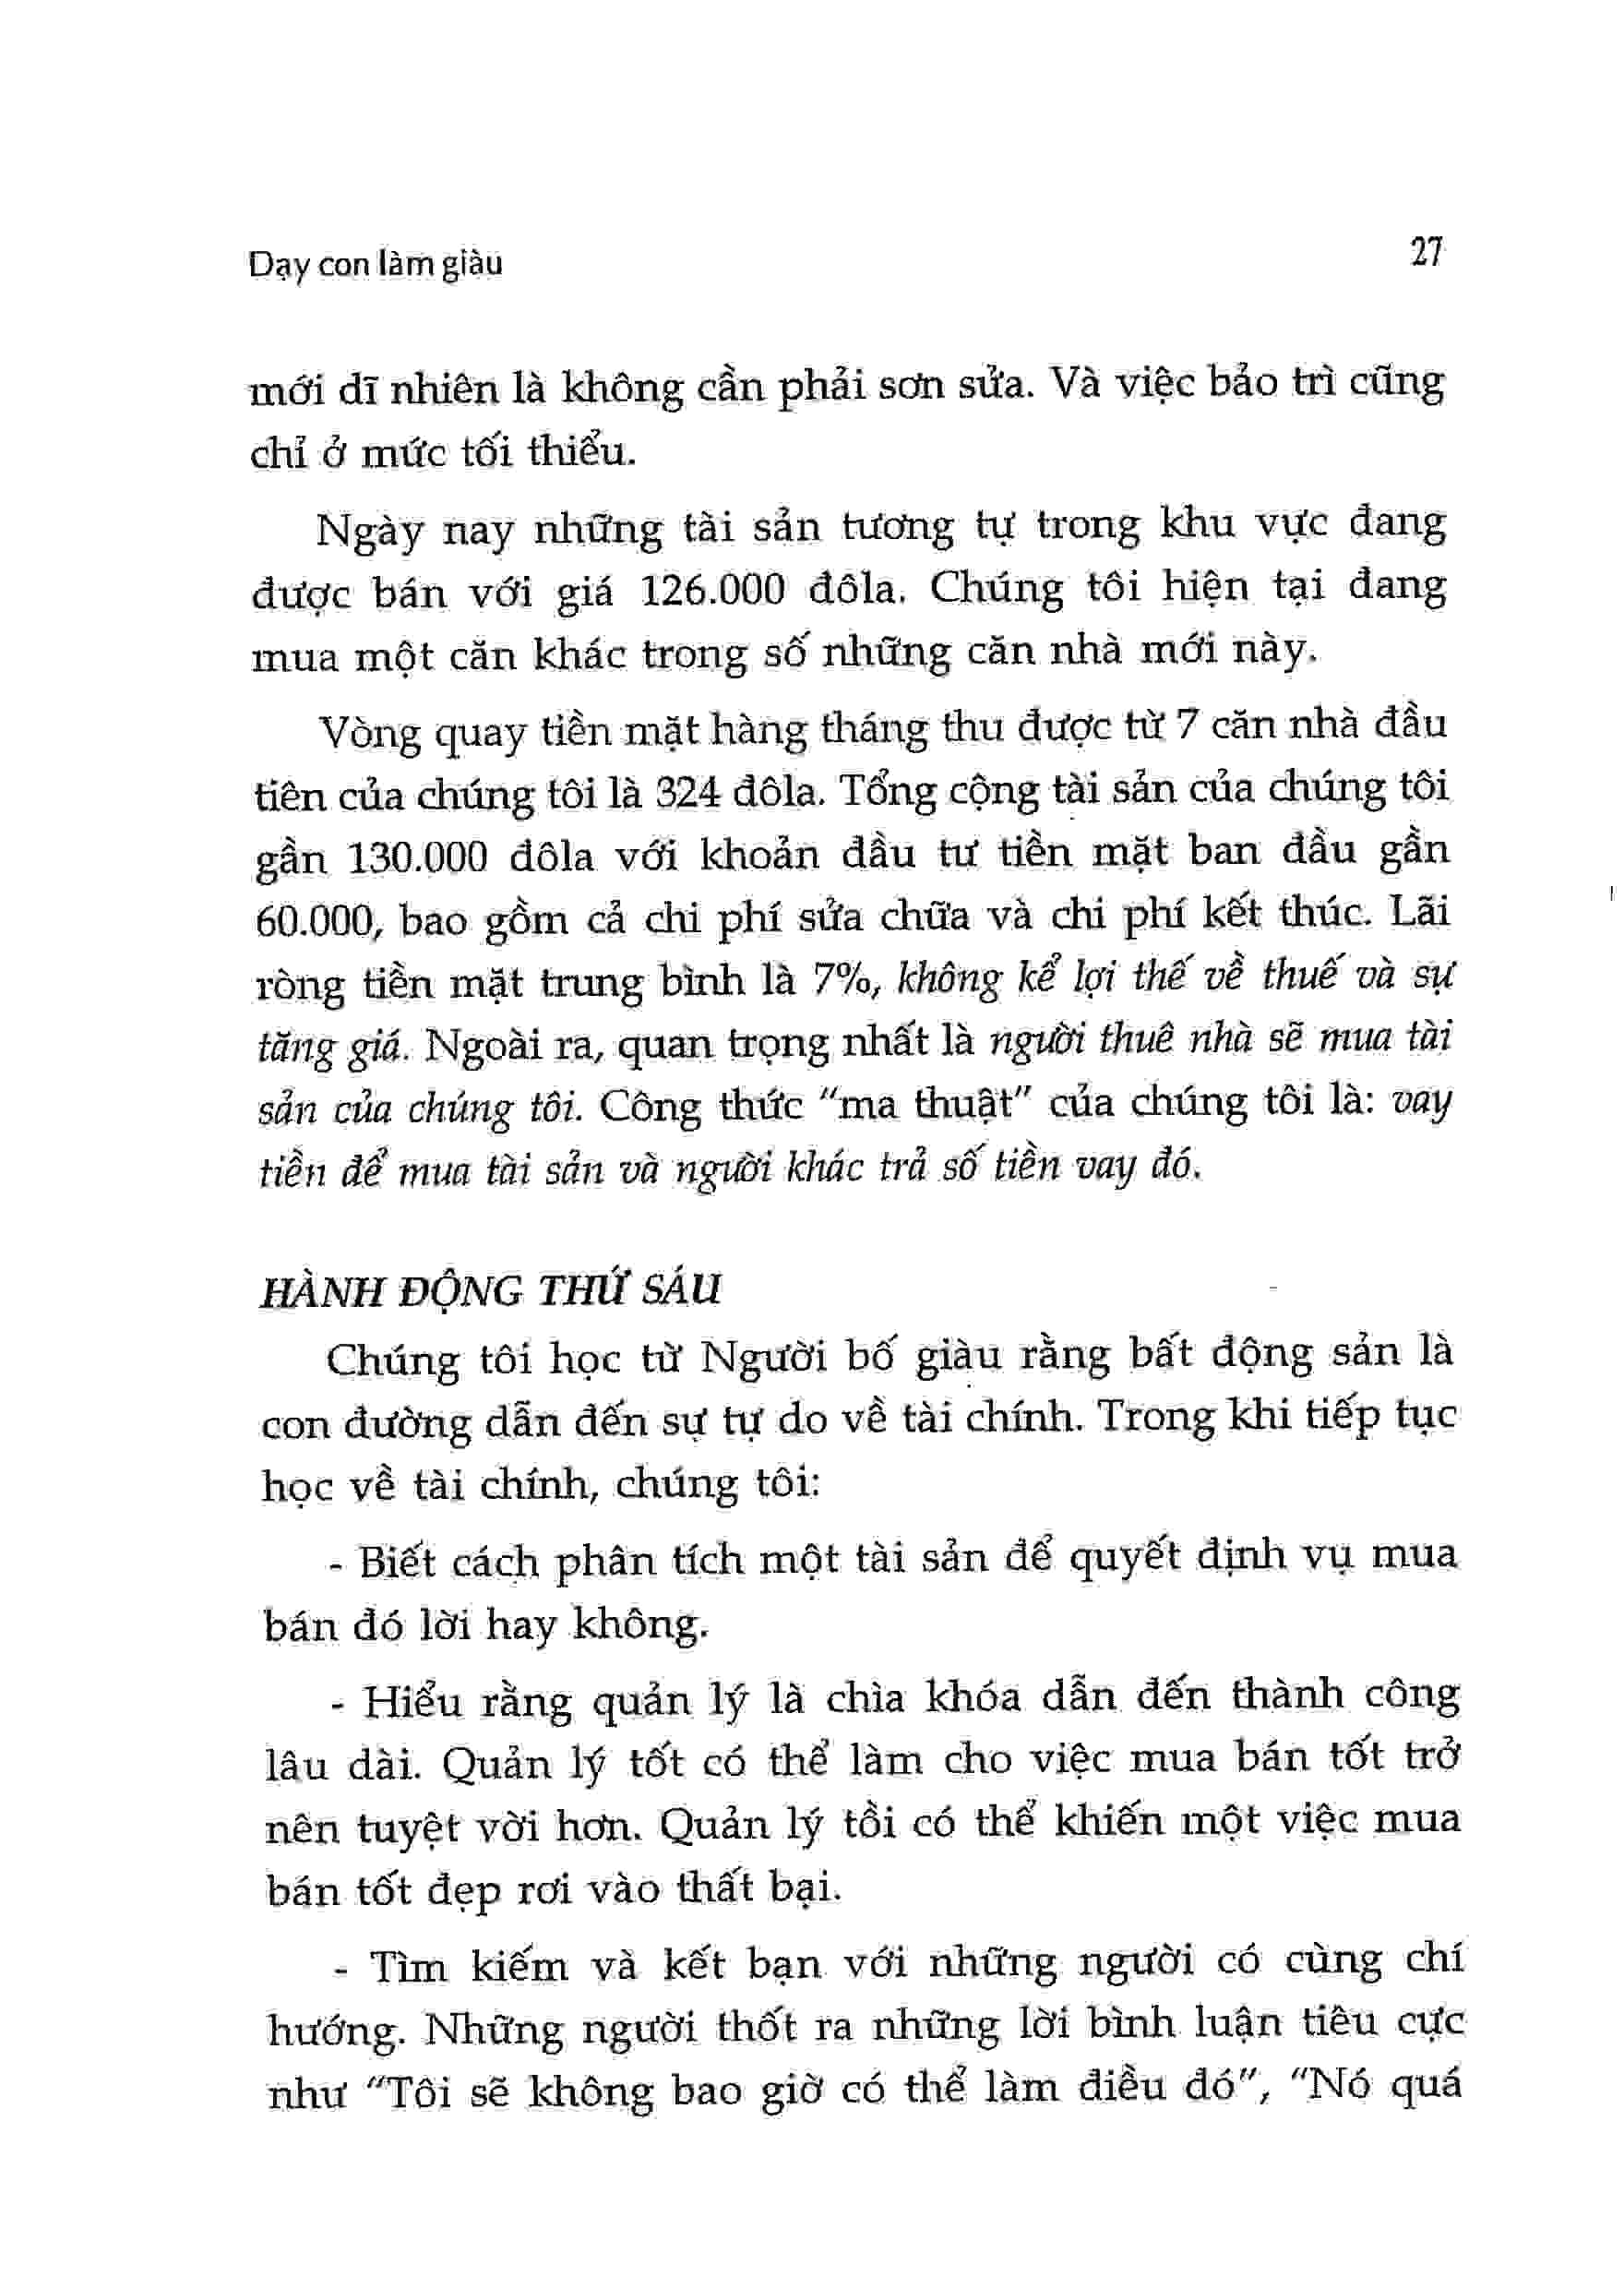 Dạy con làm giàu
27
mới dĩ nhiên là không cần phải sơn sửa. Và việc bảo trì cũng
chỉ ở mức tối thiểu.
Ngày nay những tài sản tương tự trong khu vực đang
được bán với giá 126.000 đôla. Chúng tôi hiện tại đang
mua một căn khác trong số những căn nhà mới này.
Vòng quay tiền mặt hàng tháng thu được từ 7 căn nhà đầu
tiên của chúng tôi là 324 đôla. Tổng cộng tài sản của chúng tôi
gần 130.000 đôla với khoản đầu tư tiền mặt ban đầu gần
60.000, bao gồm cả chi phí sửa chữa và chi phí kết thúc. Lãi
ròng tiền mặt trung bình là 7%, không kể lợi thế về thuế và sự
tăng giá. Ngoài ra, quan trọng nhất là người thuê nhà sẽ mua tài
sản của chúng tôi. Công thức "ma thuật" của chúng tôi là: vay
tiền để mua tài sản và người khác trả số tiền vay đó.
HÀNH ĐỘNG THỨ SÁU
Chúng tôi học từ Người bố giàu rằng bất động sản là
con đường dẫn đến sự tự do về tài chính. Trong khi tiếp tục
học về tài chính, chúng tôi:
- Biết cách phân tích một tài sản để quyết định vụ mua
bán đó lời hay không.
- Hiểu rằng quản lý là chìa khóa dẫn đến thành công
lâu dài. Quản lý tốt có thể làm cho việc mua bán tốt trở
nên tuyệt vời hơn. Quản lý tồi có thể khiến một việc mua
bán tốt đẹp rơi vào thất bại.
- Tìm kiếm và kết bạn với những người có cùng chí
hướng. Những người thốt ra những lời bình luận tiêu cực
như "Tôi sẽ không bao giờ có thể làm điều đó", "Nó quá